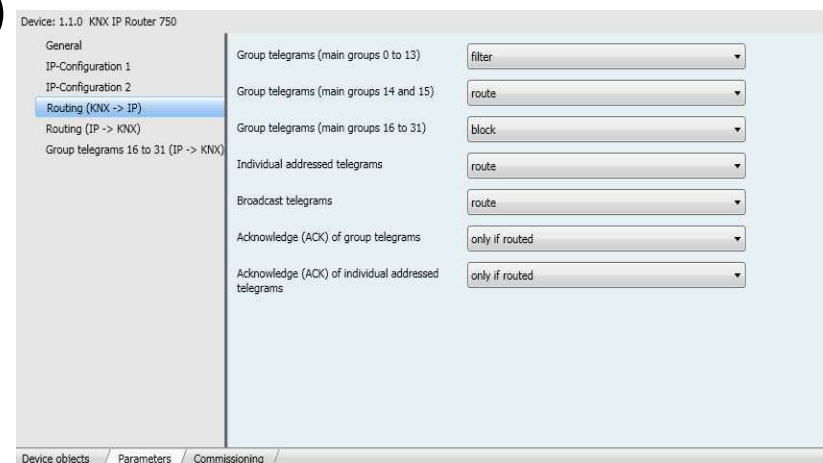 )
Device: 1.1.0 KNX IP Router 750
General
IP-Configuration 1
IP-Configuration 2
Routing (KNX -> IP)
Routing (IP -> KNX)
Group telegrams 16 to 31 (IP -> KNX)
Group telegrams (main groups 0 to 13) filter
Group telegrams (main groups 14 and 15) route
Group telegrams (main groups 16 to 31) block
Individual addressed telegrams route
Broadcast telegrams route
Acknowledge (ACK) of group telegrams only if routed
Acknowledge (ACK) of individual addressed only if routed
telegrams
Device objects / Parameters / Commissioning /